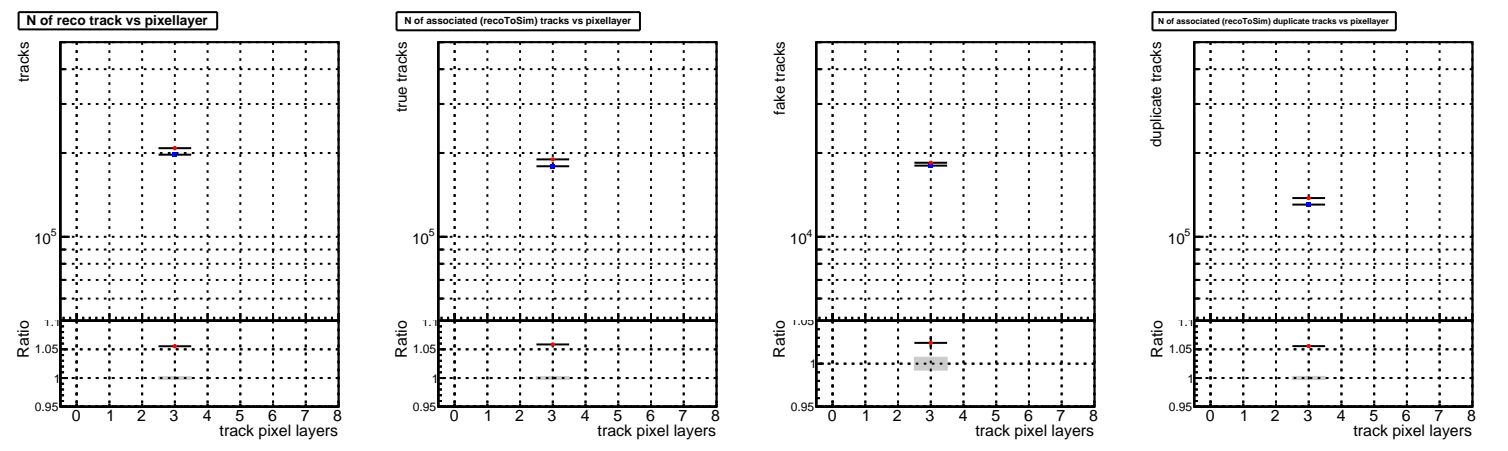 N of reco track vs pixellayer
tracks
10^5
Ratio
1.1
1.05
1
0.95
0 1 2 3 4 5 6 7 8
track pixel layers
N of associated (recoToSim) tracks vs pixellayer
true tracks
10^5
Ratio
1.1
1.05
1
0.95
0 1 2 3 4 5 6 7 8
track pixel layers
fake tracks
10^4
Ratio
1.05
1
0.95
0 1 2 3 4 5 6 7 8
track pixel layers
N of associated (recoToSim) duplicate tracks vs pixellayer
duplicate tracks
10^5
Ratio
1.1
1.05
1
0.95
0 1 2 3 4 5 6 7 8
track pixel layers